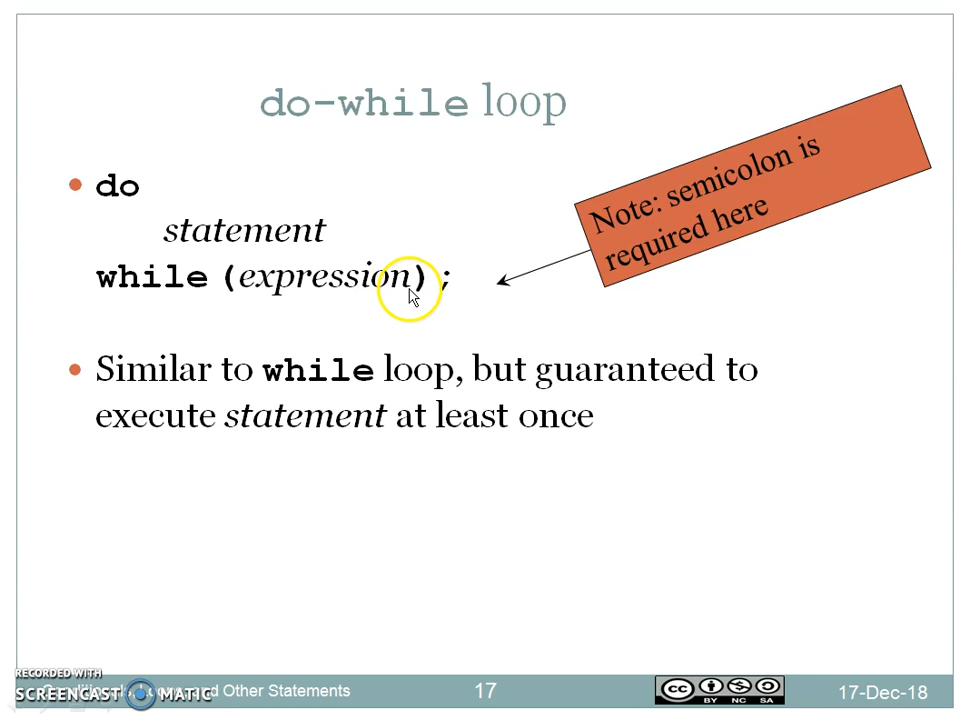 do-while loop
• do
statement
while (expression);
Note: semicolon is
required here
• Similar to while loop, but guaranteed to
execute statement at least once
RECORDED WITH
SCREENCAST MATIC
and Other Statements
17
BY NC SA
17-Dec-18